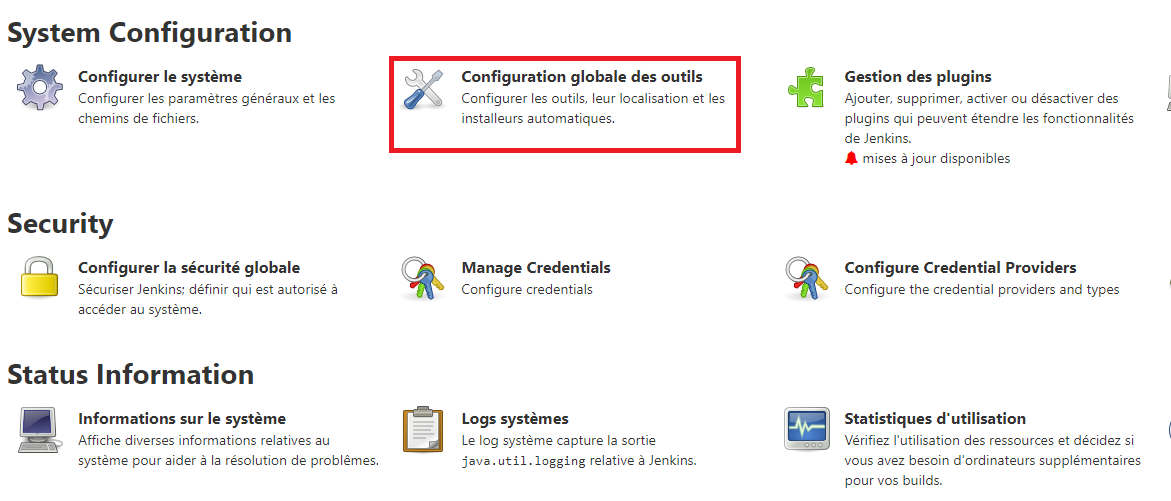 System Configuration
Configurer le système
Configurer les paramètres généraux et les
chemins de fichiers.
Configuration globale des outils
Configurer les outils, leur localisation et les
installeurs automatiques.
Gestion des plugins
Ajouter, supprimer, activer ou désactiver des
plugins qui peuvent étendre les fonctionnalités
de Jenkins.
mises à jour disponibles
Security
Configurer la sécurité globale
Sécuriser Jenkins; définir qui est autorisé à
accéder au système.
Manage Credentials
Configure credentials
Configure Credential Providers
Configure the credential providers and types
Status Information
Informations sur le système
Affiche diverses informations relatives au
système pour aider à la résolution de problèmes.
Logs systèmes
Le log système capture la sortie
java.util.logging relative à Jenkins.
Statistiques d'utilisation
Vérifiez l'utilisation des ressources et décidez si
vous avez besoin d'ordinateurs supplémentaires
pour vos builds.